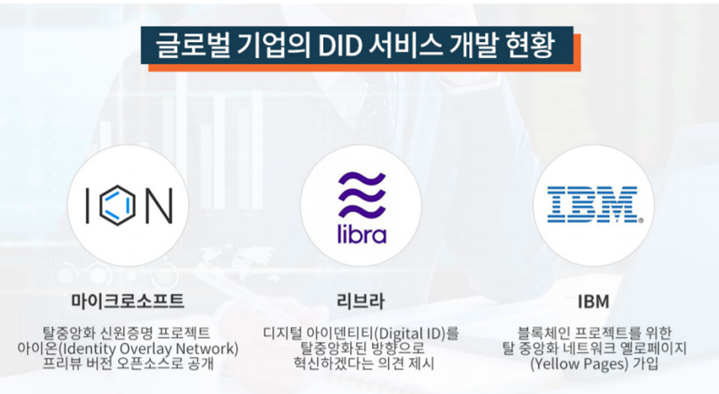 글로벌 기업의 DID 서비스 개발 현황
ION
libra
IBM
마이크로소프트
탈중앙화 신원증명 프로젝트
아이온(Identity Overlay Network)
프리뷰 버전 오픈소스로 공개
리브라
디지털 아이덴티티(Digital ID)를
탈중앙화된 방향으로
혁신하겠다는 의견 제시
IBM
블록체인 프로젝트를 위한
탈 중앙화 네트워크 옐로페이지
(Yellow Pages) 가입